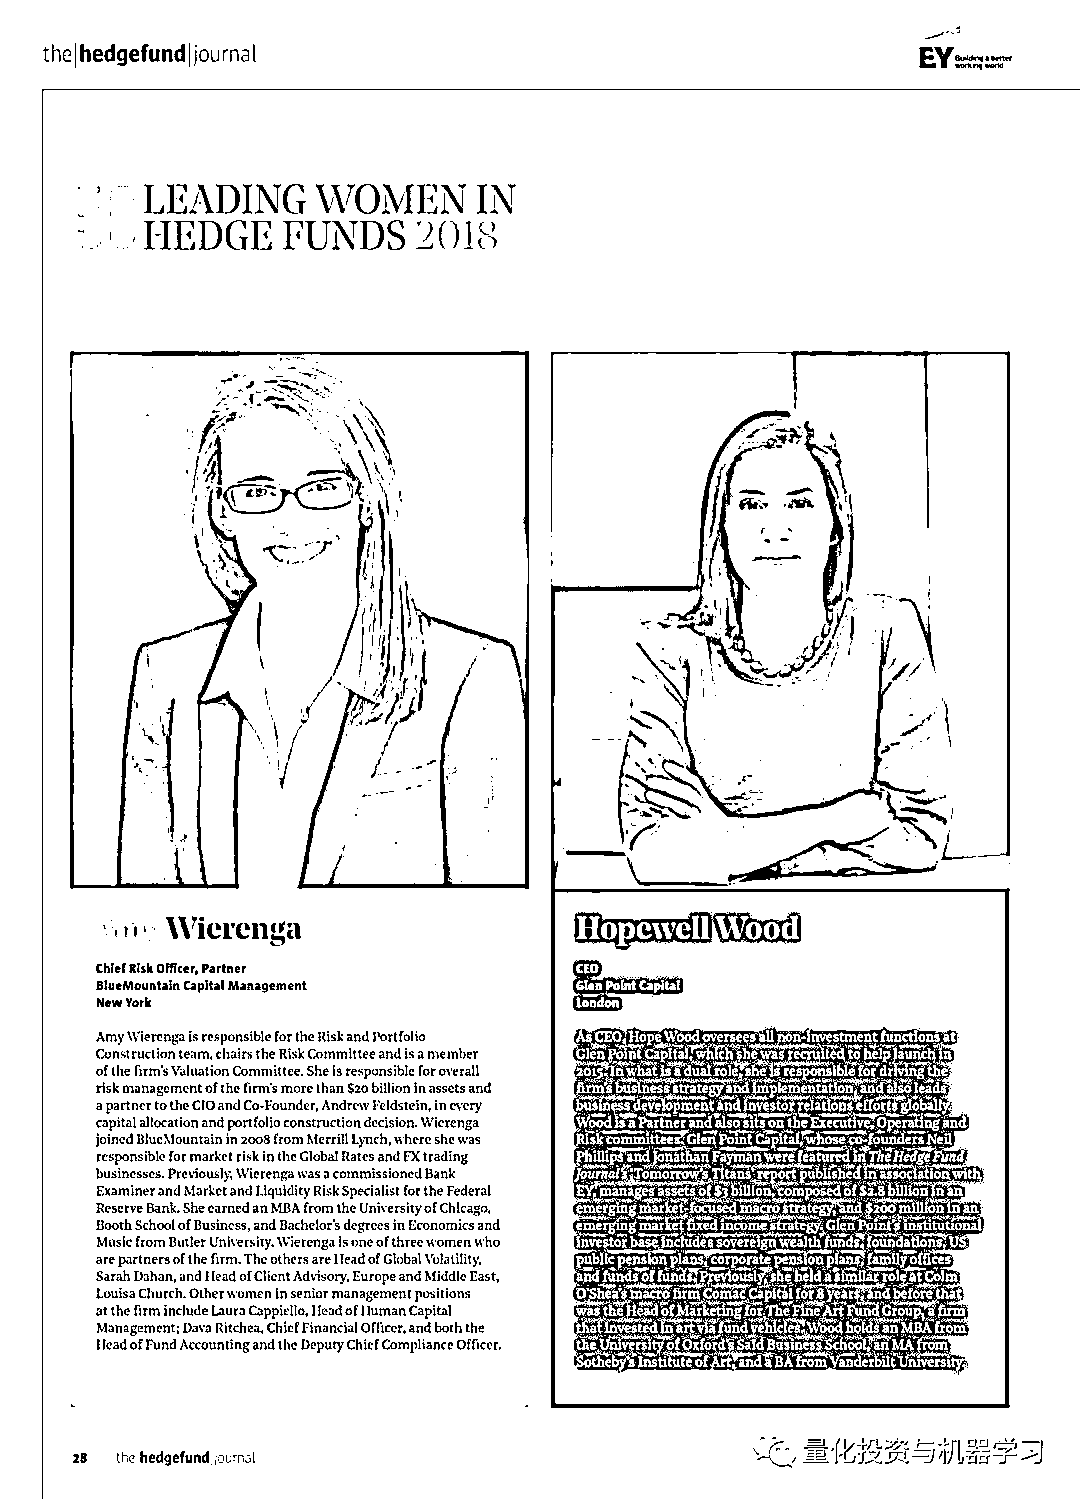 the|hedgefund|journal
EY Building a better
working world
LEADING WOMEN IN
HEDGE FUNDS 2018
Amy Wierenga
Chief Risk Officer, Partner
BlueMountain Capital Management
New York
Amy Wierenga is responsible for the Risk and Portfolio
Construction team, chairs the Risk Committee and is a member
of the firm's Valuation Committee. She is responsible for overall
risk management of the firm's more than $20 billion in assets and
a partner to the CIO and Co-Founder, Andrew Feldstein, in every
capital allocation and portfolio construction decision. Wierenga
joined BlueMountain in 2008 from Merrill Lynch, where she was
responsible for market risk in the Global Rates and FX trading
businesses. Previously, Wierenga was a commissioned Bank
Examiner and Market and Liquidity Risk Specialist for the Federal
Reserve Bank. She earned an MBA from the University of Chicago,
Booth School of Business, and Bachelor's degrees in Economics and
Music from Butler University. Wierenga is one of three women who
are partners of the firm. The others are Head of Global Volatility,
Sarah Dahan, and Head of Client Advisory, Europe and Middle East,
Louisa Church. Other women in senior management positions
at the firm include Laura Cappiello, Head of Human Capital
Management; Dava Ritchea, Chief Financial Officer, and both the
Head of Fund Accounting and the Deputy Chief Compliance Officer.
Hopewell Wood
CEO
Glen Point Capital
London
As CEO, Hope Wood oversees all non-investment functions at
Glen Point Capital, which she was recruited to help launch in
2015. In what is a dual role, she is responsible for driving the
firm's business strategy and implementation, and also leads
business development and investor relations efforts globally.
Wood is a Partner and also sits on the Executive, Operating and
Risk committees. Glen Point Capital, whose co-founders Neil
Phillips and Jonathan Fayman were featured in The Hedge Fund
Journal's 'Tomorrow's Titans' report published in association with
EY, manages assets of $3 billion, composed of $2.8 billion in an
emerging market-focused macro strategy, and $200 million in an
emerging market fixed income strategy. Glen Point's institutional
investor base includes sovereign wealth funds, foundations, US
public pension plans, corporate pension plans, family offices
and funds of funds. Previously, she held a similar role at Colm
O'Shea's macro firm Comac Capital for 8 years, and before that
was the Head of Marketing for The Fine Art Fund Group, a firm
that invested in art via fund vehicles. Wood holds an MBA from
the University of Oxford's Saïd Business School, an MA from
Sotheby's Institute of Art, and a BA from Vanderbilt University.
28 the|hedgefund|journal
量化投资与机器学习